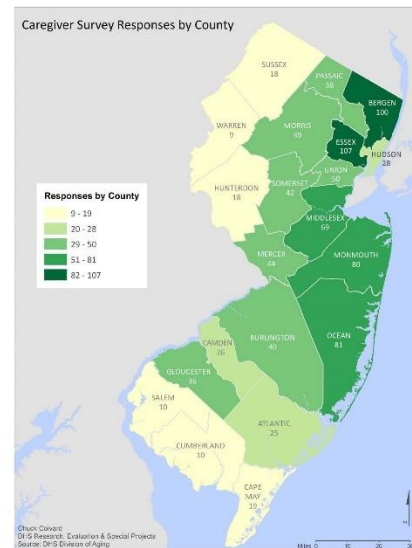 Caregiver Survey Responses by County
SUSSEX
18
PASSAIC
38
BERGEN
100
WARREN
9
MORRIS
49
ESSEX
107
HUDSON
28
UNION
50
HUNTERDON
18
SOMERSET
42
Responses by County
9 - 19
20 - 28
29 - 50
51 - 81
82 - 107
MIDDLESEX
69
MERCER
44
MONMOUTH
80
OCEAN
81
BURLINGTON
40
CAMDEN
26
GLOUCESTER
36
SALEM
10
ATLANTIC
25
CUMBERLAND
10
CAPE
MAY
19
DHS Research, Evaluation & Special Projects
Source: DHS Division of Aging
Miles